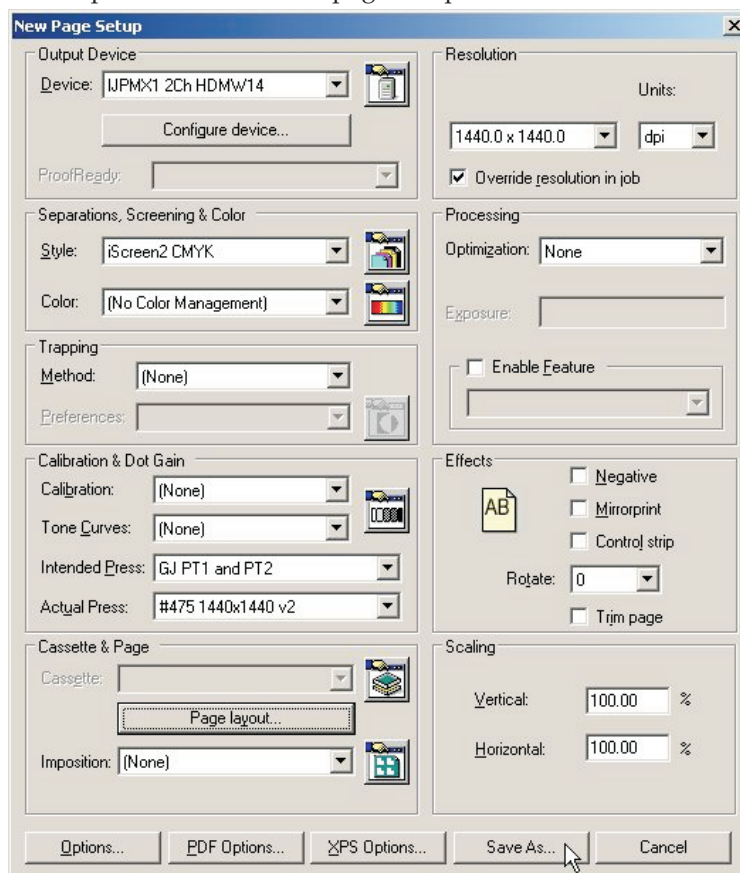 New Page Setup
Output Device
Device: IJPMX1 2Ch HDMW14
Configure device...
ProofReady:
Resolution
Units:
1440.0 x 1440.0 dpi
Override resolution in job
Separations, Screening & Color
Style: iScreen2 CMYK
Color: (No Color Management)
Processing
Optimization: None
Exposure:
Enable Feature
Trapping
Method: (None)
Preferences:
Calibration & Dot Gain
Calibration: (None)
Tone Curves: (None)
Intended Press: GJ PT1 and PT2
Actual Press: #475 1440x1440 v2
Effects
AB
Negative
Mirrorprint
Control strip
Rotate: 0
Trim page
Cassette & Page
Cassette:
Page layout...
Imposition: (None)
Scaling
Vertical: 100.00 %
Horizontal: 100.00 %
Options... PDF Options... XPS Options... Save As... Cancel